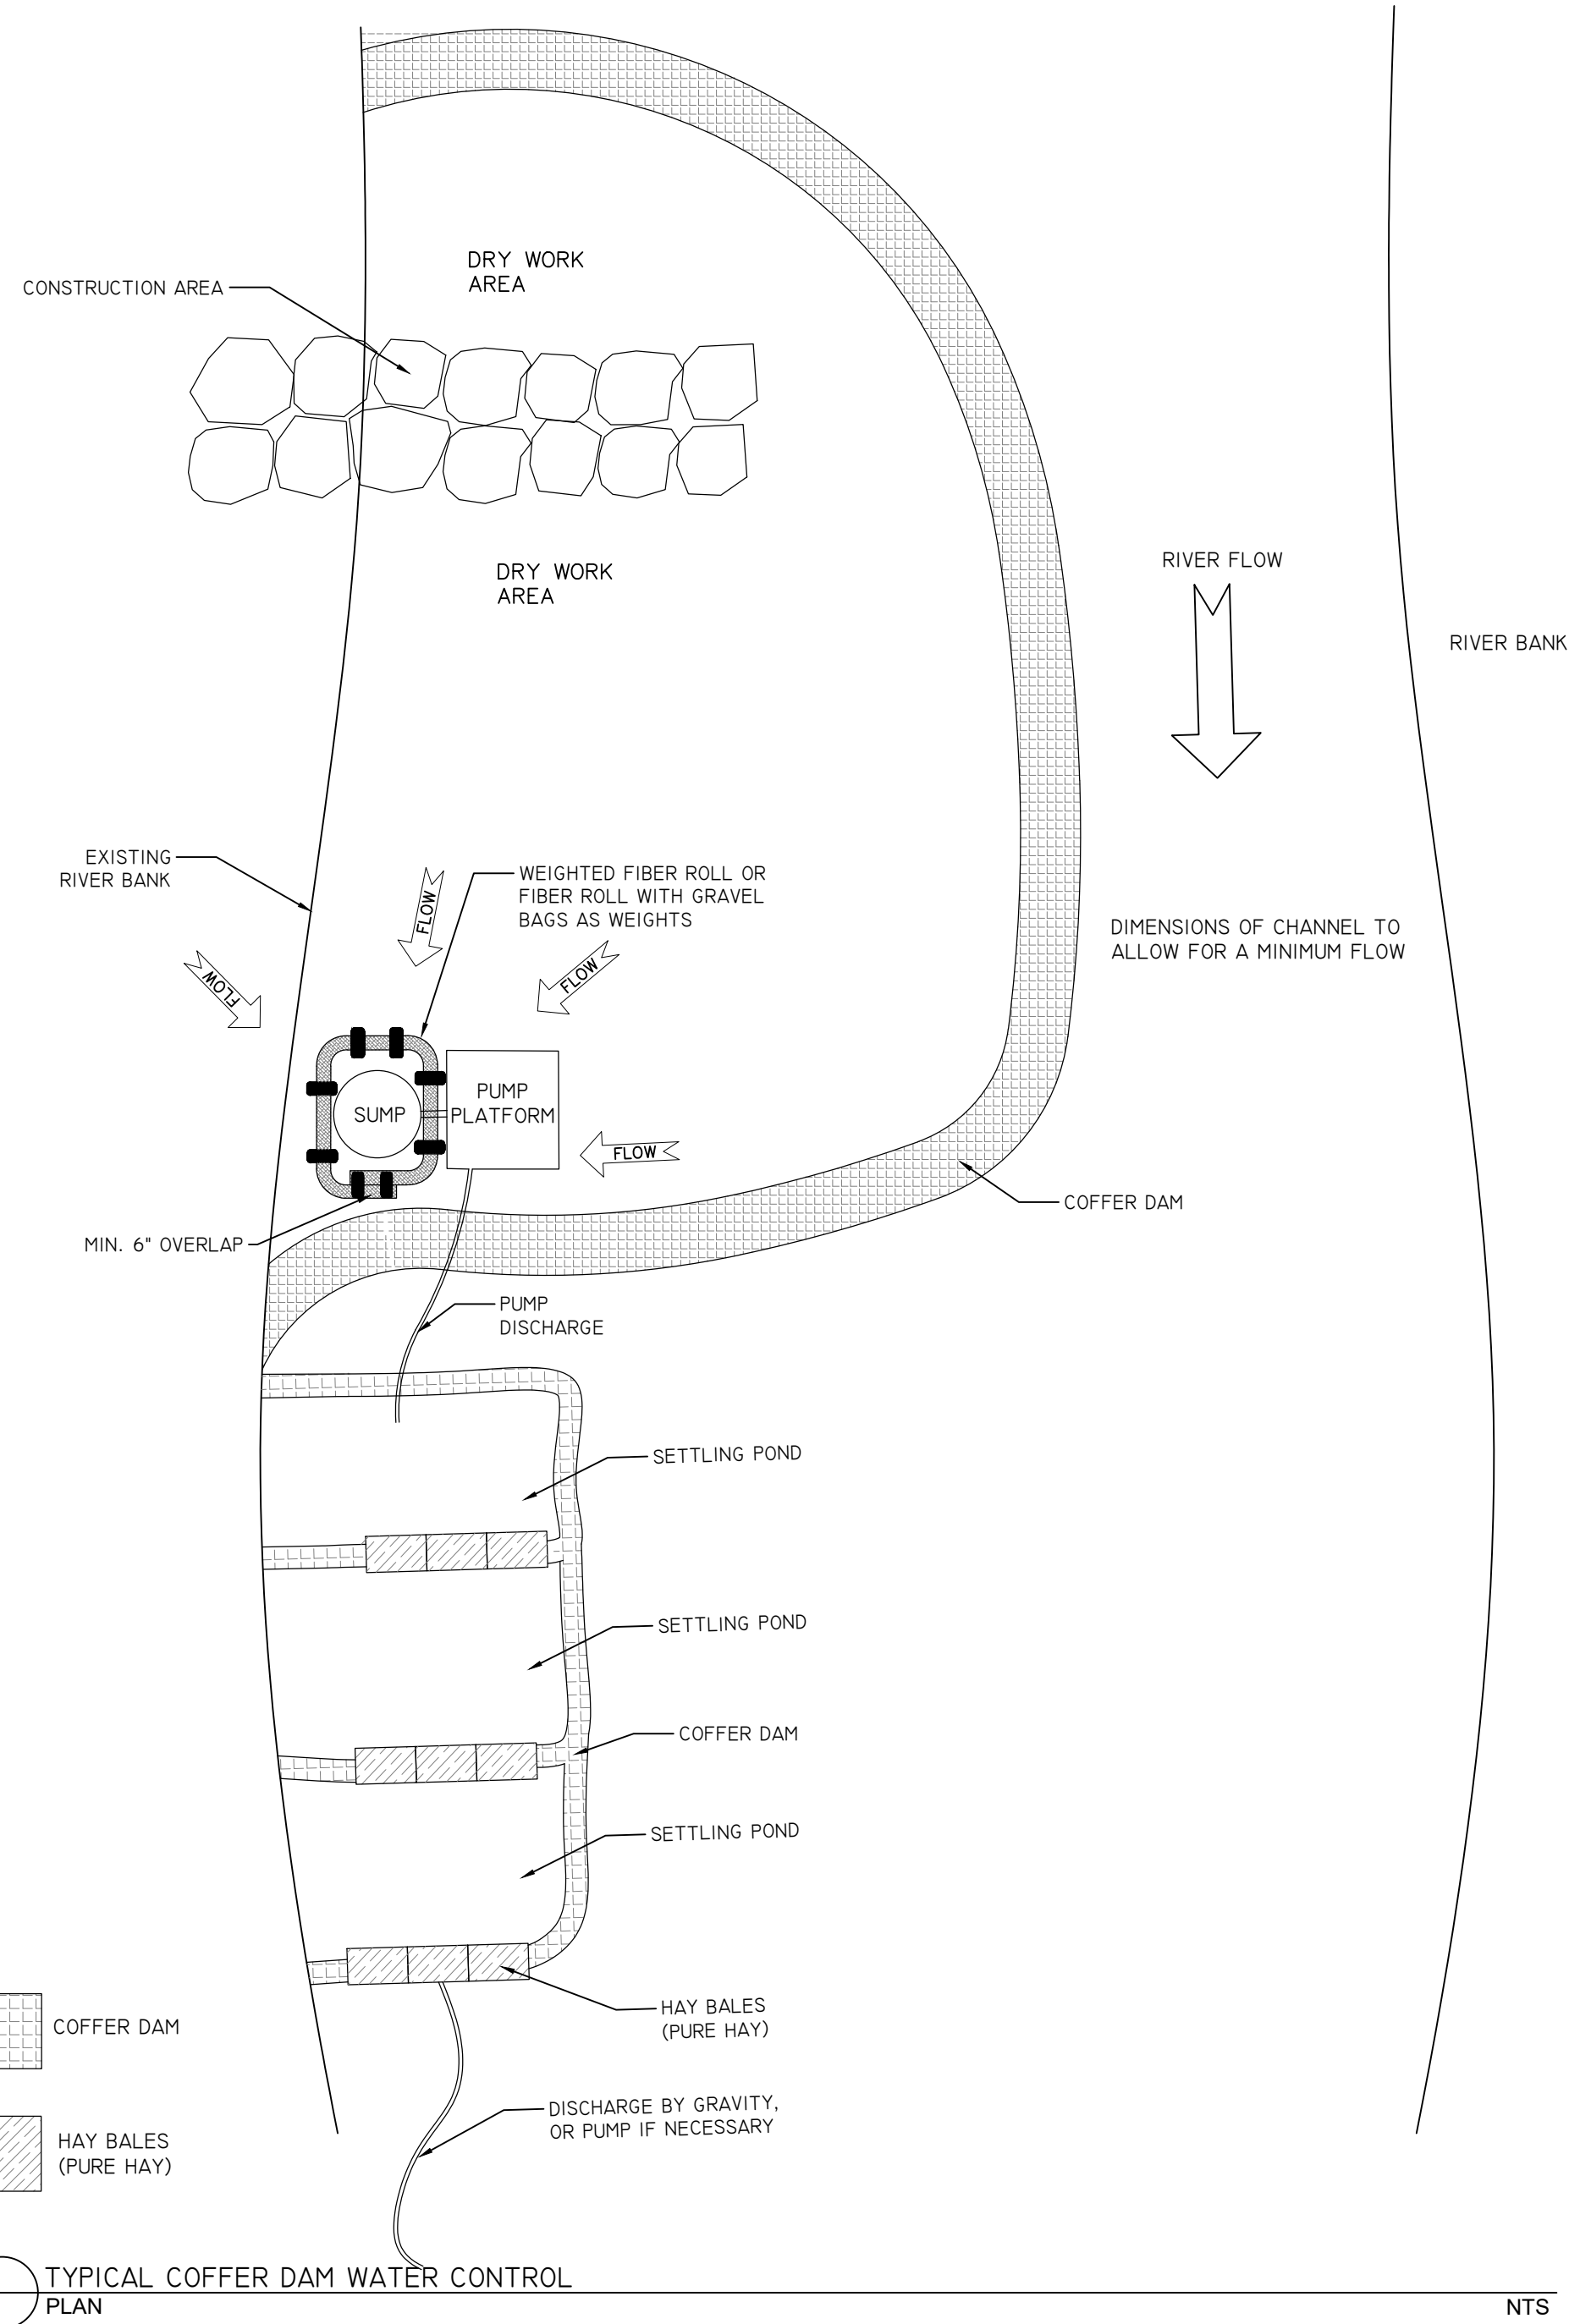 DRY WORK
AREA
CONSTRUCTION AREA
RIVER FLOW
DRY WORK
AREA
RIVER BANK
EXISTING
RIVER BANK
WEIGHTED FIBER ROLL OR
FIBER ROLL WITH GRAVEL
BAGS AS WEIGHTS
FLOW
DIMENSIONS OF CHANNEL TO
ALLOW FOR A MINIMUM FLOW
FLOW
FLOW
PUMP
PLATFORM
SUMP
FLOW
COFFER DAM
MIN. 6" OVERLAP
PUMP
DISCHARGE
SETTLING POND
SETTLING POND
COFFER DAM
SETTLING POND
HAY BALES
(PURE HAY)
COFFER DAM
DISCHARGE BY GRAVITY,
OR PUMP IF NECESSARY
HAY BALES
(PURE HAY)
TYPICAL COFFER DAM WATER CONTROL
PLAN
NTS